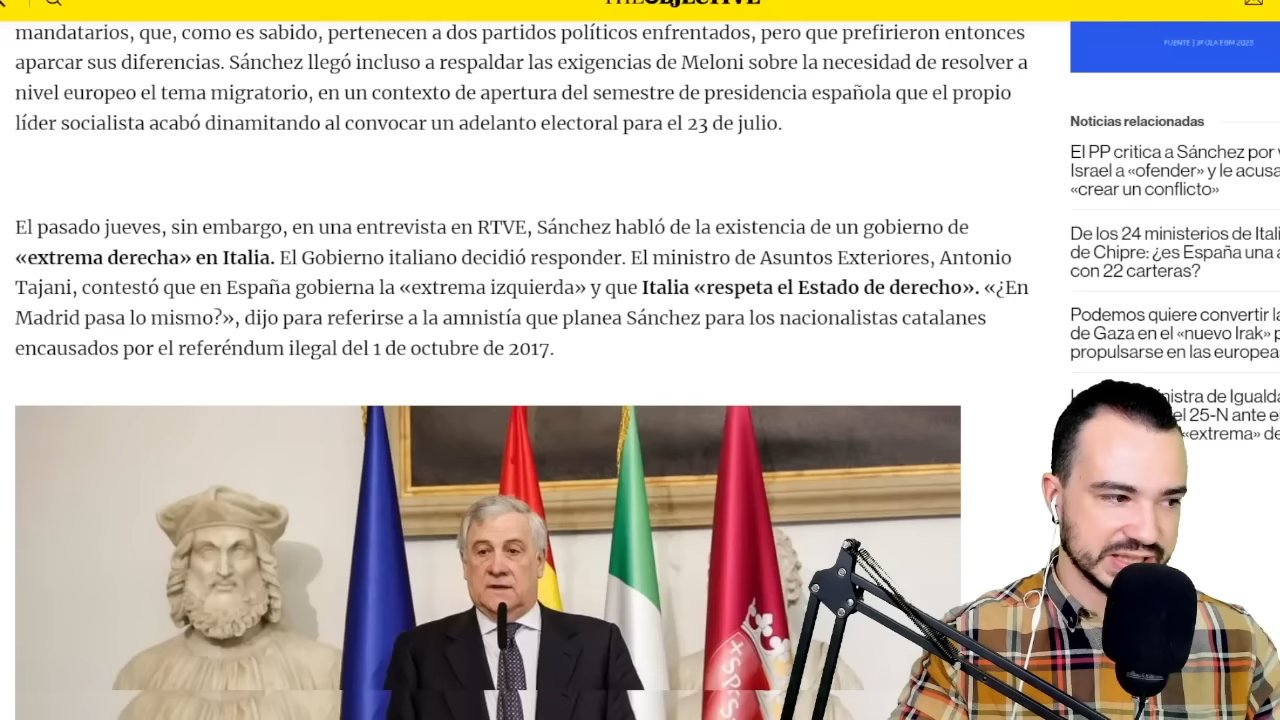 THEOBJECTIVE
mandatarios, que, como es sabido, pertenecen a dos partidos políticos enfrentados, pero que prefirieron entonces
aparcar sus diferencias. Sánchez llegó incluso a respaldar las exigencias de Meloni sobre la necesidad de resolver a
nivel europeo el tema migratorio, en un contexto de apertura del semestre de presidencia española que el propio
líder socialista acabó dinamitando al convocar un adelanto electoral para el 23 de julio.
El pasado jueves, sin embargo, en una entrevista en RTVE, Sánchez habló de la existencia de un gobierno de
«extrema derecha» en Italia. El Gobierno italiano decidió responder. El ministro de Asuntos Exteriores, Antonio
Tajani, contestó que en España gobierna la «extrema izquierda» y que Italia «respeta el Estado de derecho». «¿En
Madrid pasa lo mismo?», dijo para referirse a la amnistía que planea Sánchez para los nacionalistas catalanes
encausados por el referéndum ilegal del 1 de octubre de 2017.
Noticias relacionadas
El PP critica a Sánchez por
Israel a «ofender» y le acusa
«crear un conflicto»
De los 24 ministerios de Itali
de Chipre: ¿es España una a
con 22 carteras?
Podemos quiere convertir la
de Gaza en el «nuevo Irak» p
propulsarse en las europea
nistra de Igualda
el 25-N ante e
«extrema» de